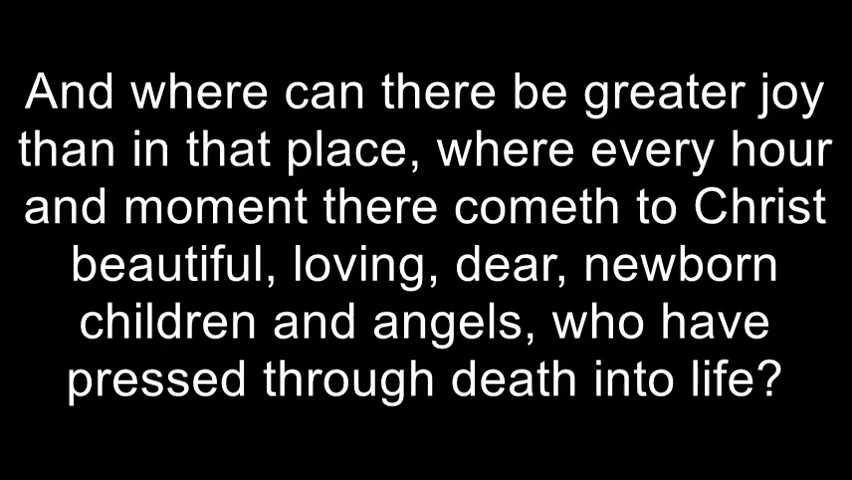 And where can there be greater joy
than in that place, where every hour
and moment there cometh to Christ
beautiful, loving, dear, newborn
children and angels, who have
pressed through death into life?